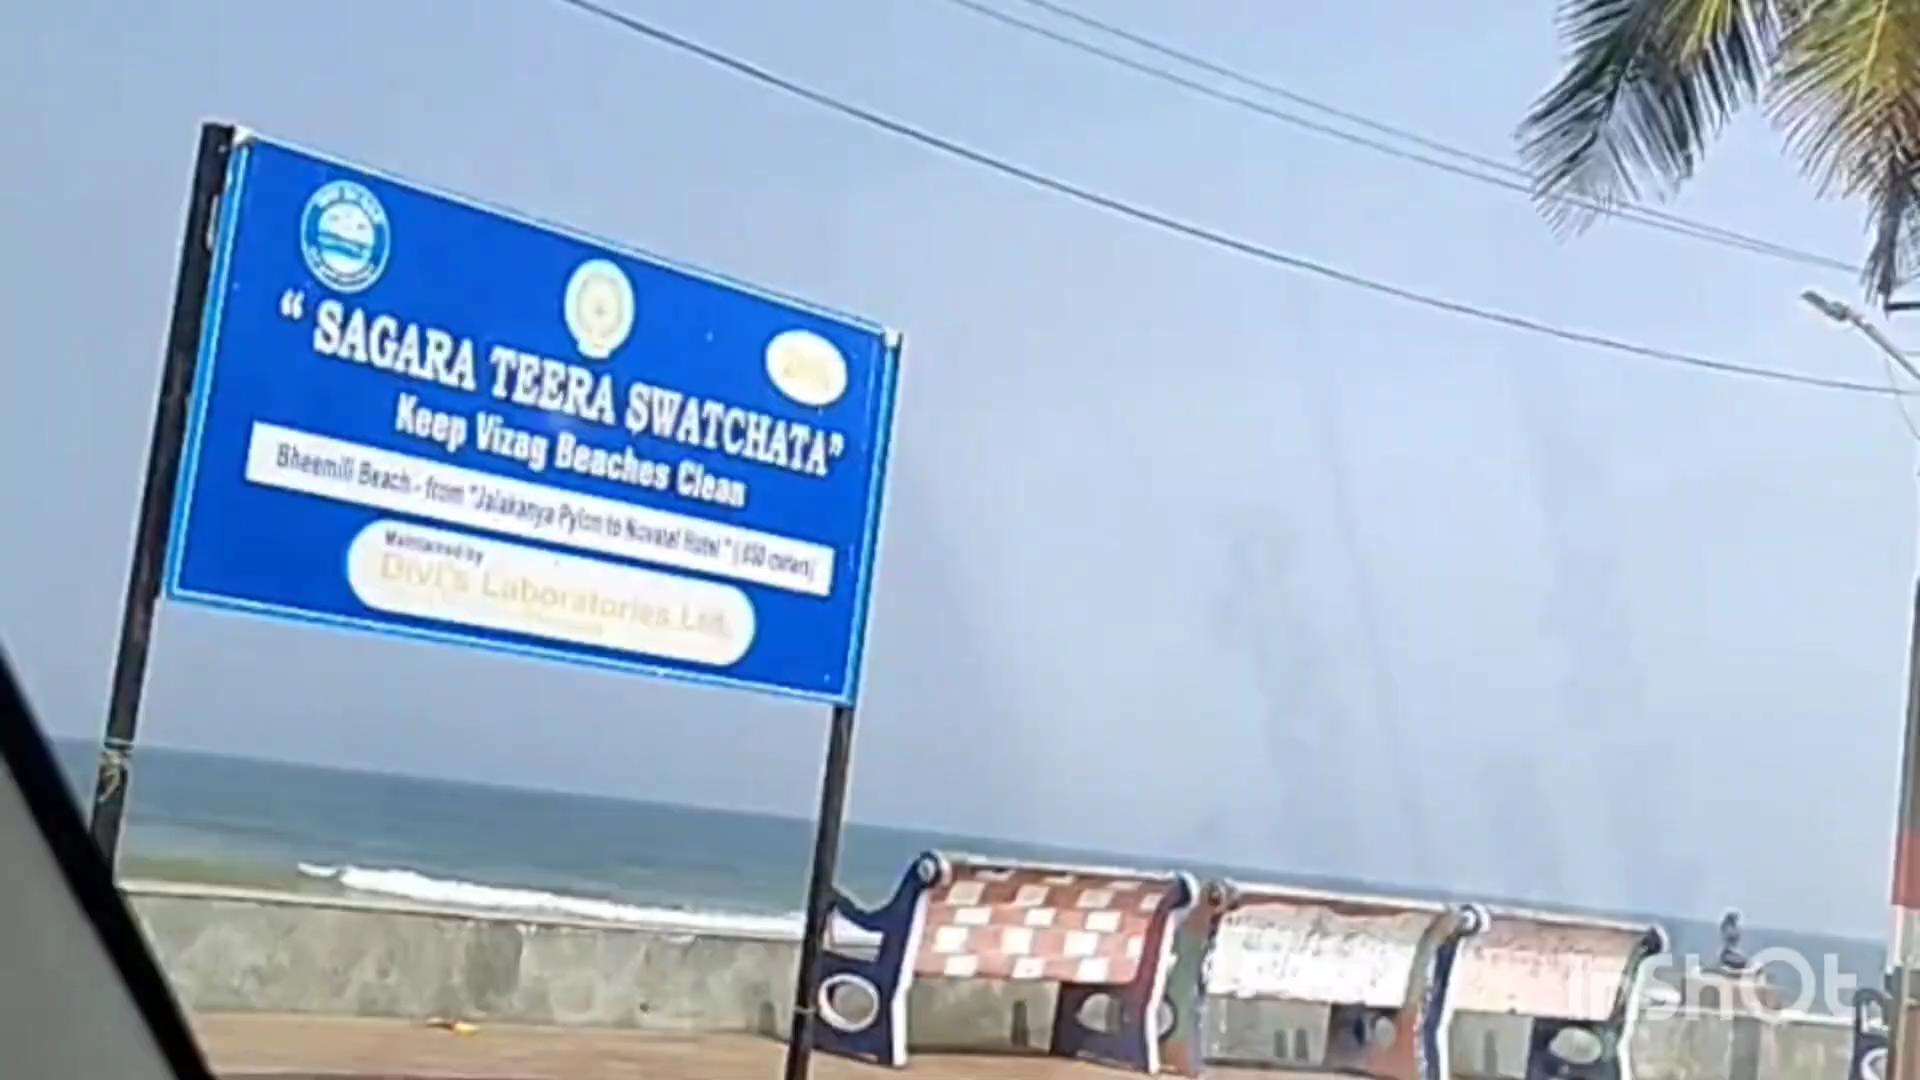 “ SAGARA TEERA SWATCHATA”
Keep Vizag Beaches Clean
Bheemili Beach - from "Jalakanya Pylon to Novatel Hotel "
Maintained by
Divi's Laboratories Ltd.
InShOt